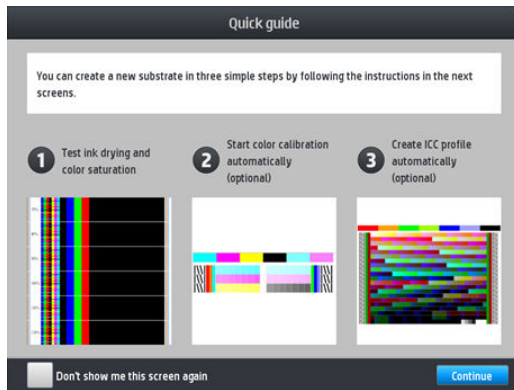 Quick guide
You can create a new substrate in three simple steps by following the instructions in the next
screens.
1
Test ink drying and
color saturation
2
Start color calibration
automatically
(optional)
3
Create ICC profile
automatically
(optional)
Don't show me this screen again
Continue